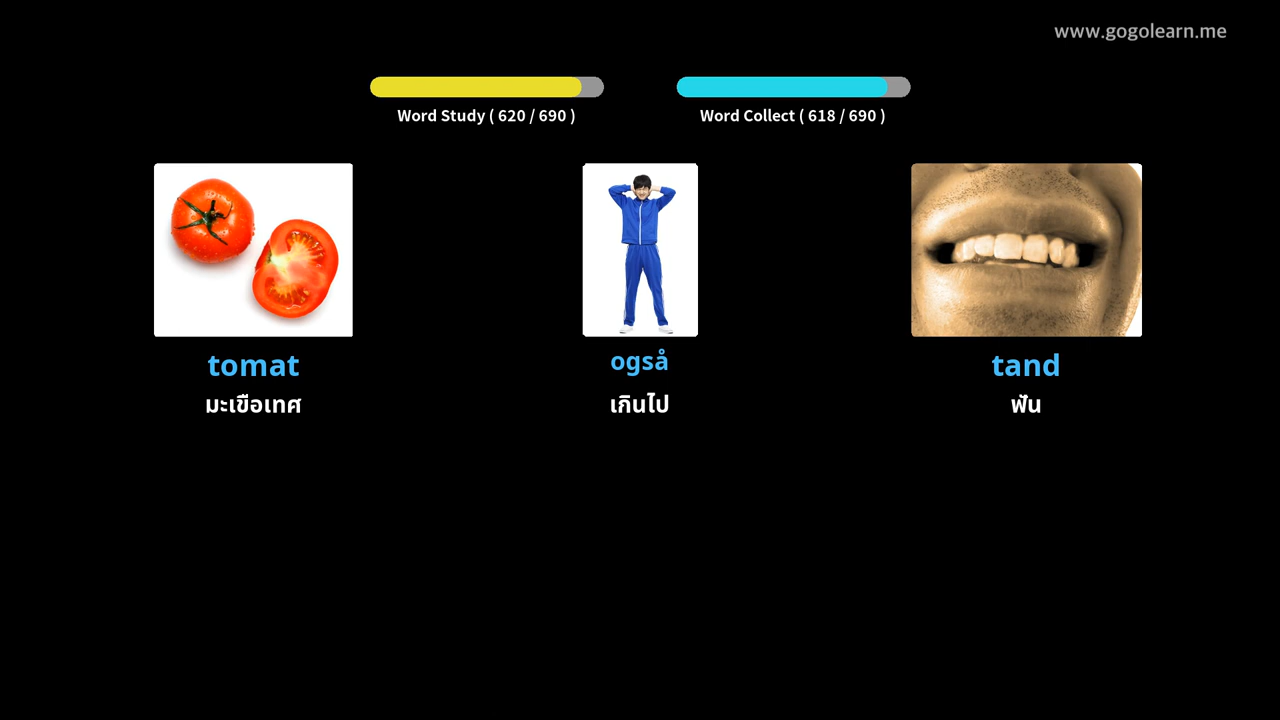 www.gogolearn.me
Word Study ( 620 / 690 )
Word Collect ( 618 / 690 )
tomat
også
tand
มะเขือเทศ
เกินไป
ฟัน